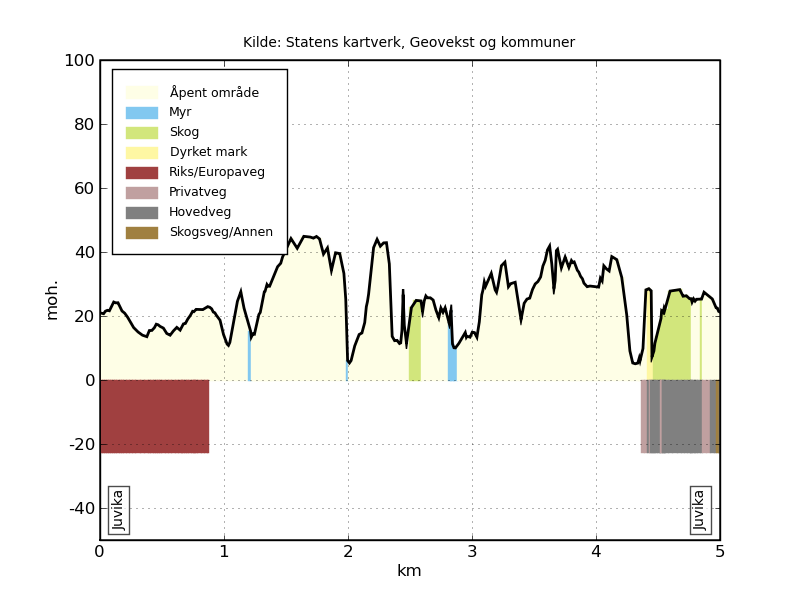 Kilde: Statens kartverk, Geovekst og kommuner
100
80
60
40
20
0
-20
-40
moh.
Åpent område
Myr
Skog
Dyrket mark
Riks/Europaveg
Privatveg
Hovedveg
Skogsveg/Annen
Juvika
Juvika
0 1 2 3 4 5
km